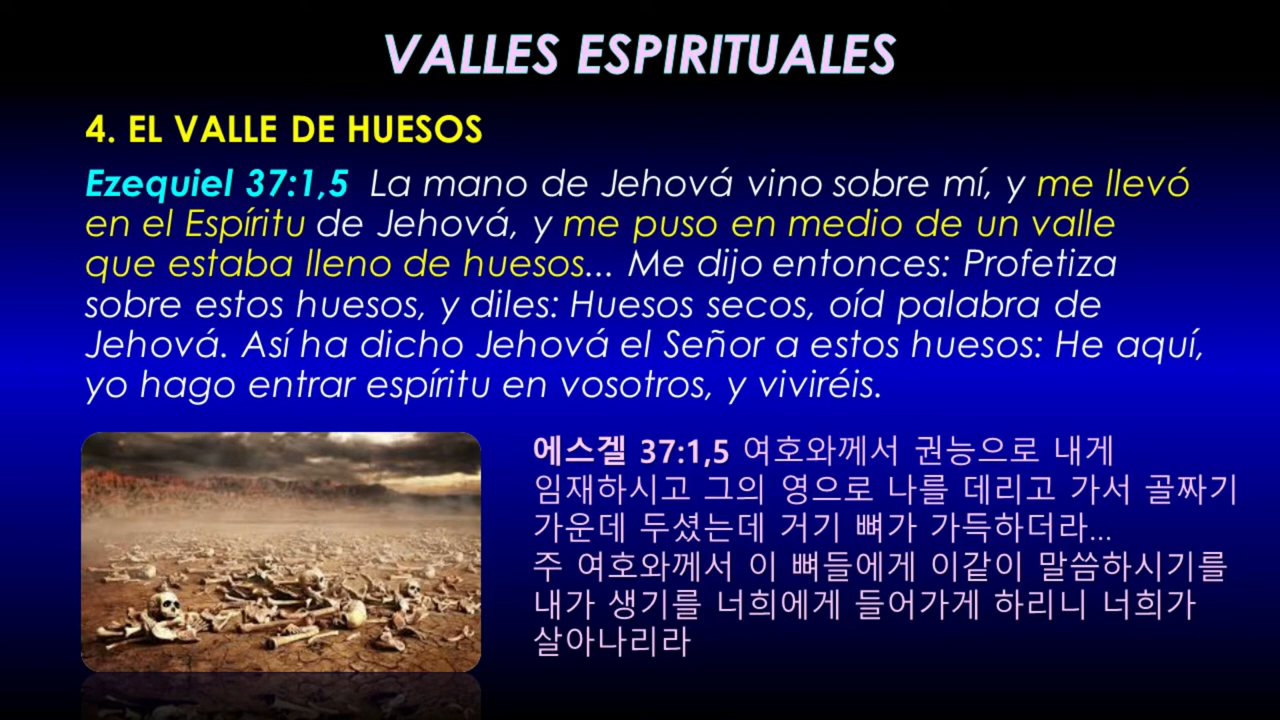 VALLES ESPIRITUALES
4. EL VALLE DE HUESOS
Ezequiel 37:1,5 La mano de Jehová vino sobre mí, y me llevó
en el Espíritu de Jehová, y me puso en medio de un valle
que estaba lleno de huesos... Me dijo entonces: Profetiza
sobre estos huesos, y diles: Huesos secos, oíd palabra de
Jehová. Así ha dicho Jehová el Señor a estos huesos: He aquí,
yo hago entrar espíritu en vosotros, y viviréis.
에스겔 37:1,5 여호와께서 권능으로 내게
임재하시고 그의 영으로 나를 데리고 가서 골짜기
가운데 두셨는데 거기 뼈가 가득하더라...
주 여호와께서 이 뼈들에게 이같이 말씀하시기를
내가 생기를 너희에게 들어가게 하리니 너희가
살아나리라